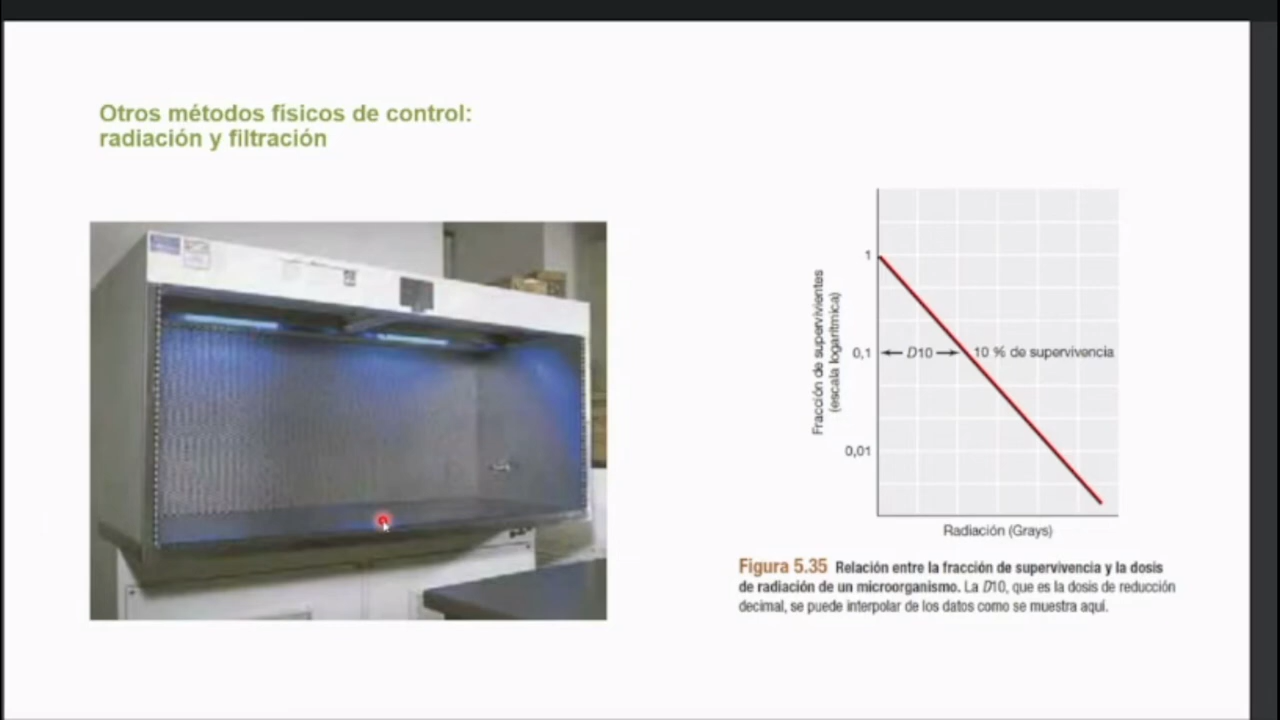 Otros métodos físicos de control:
radiación y filtración
Fracción de supervivientes
(escala logarítmica)
1
0,1
0,01
D10
10 % de supervivencia
Radiación (Grays)
Figura 5.35 Relación entre la fracción de supervivencia y la dosis
de radiación de un microorganismo. La D10, que es la dosis de reducción
decimal, se puede interpolar de los datos como se muestra aquí.